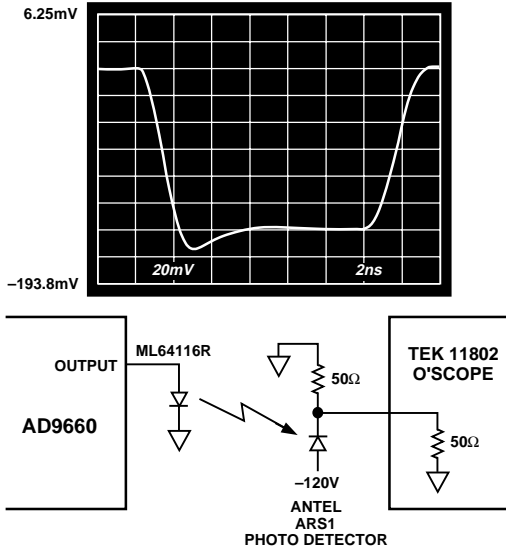 6.25mV
–193.8mV
20mV
2ns
OUTPUT
ML64116R
AD9660
50Ω
TEK 11802
O'SCOPE
50Ω
–120V
ANTEL
ARS1
PHOTO DETECTOR